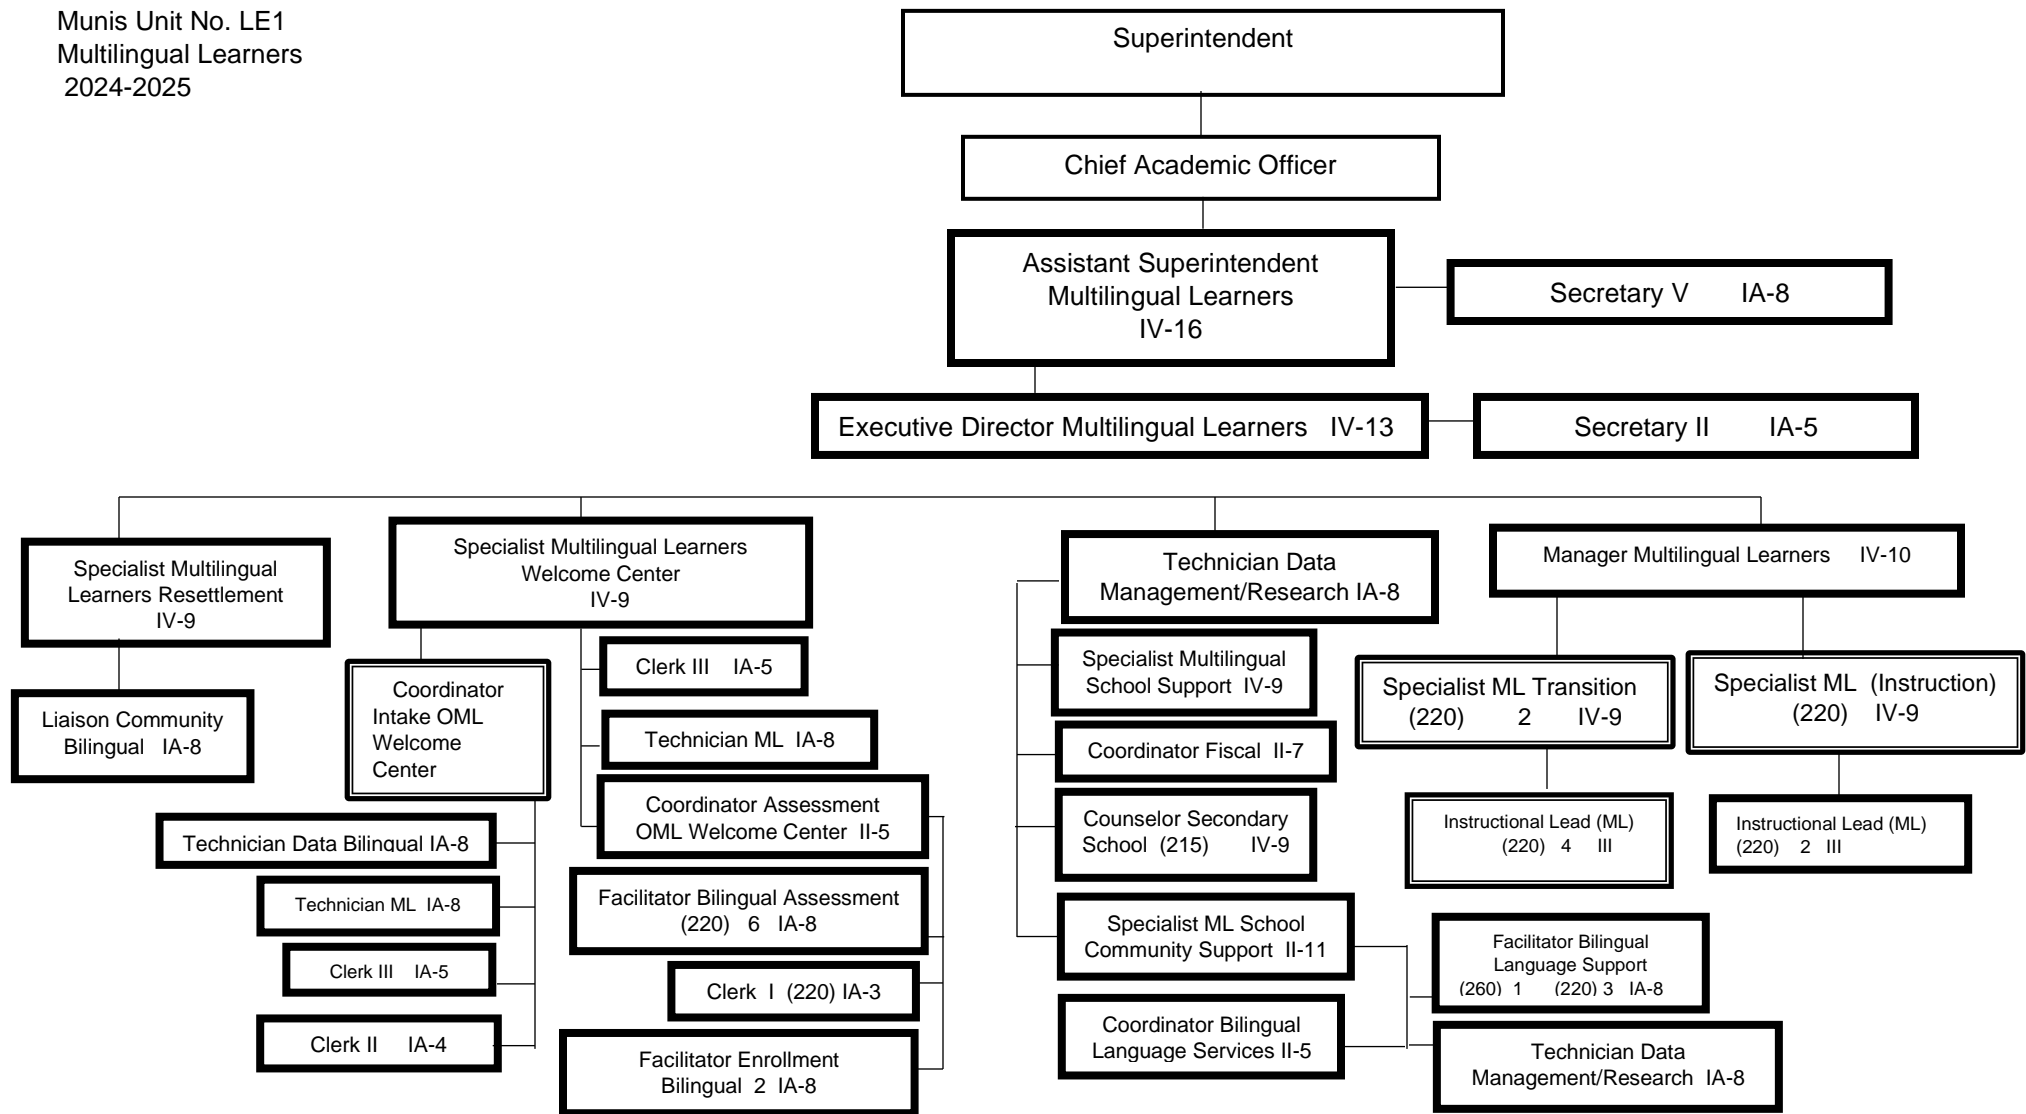 Munis Unit No. LE1
Multilingual Learners
2024-2025
Superintendent
Chief Academic Officer
Assistant Superintendent
Multilingual Learners
IV-16
Secretary V IA-8
Executive Director Multilingual Learners IV-13
Secretary II IA-5
Specialist Multilingual
Learners Resettlement
IV-9
Liaison Community
Bilingual IA-8
Specialist Multilingual Learners
Welcome Center
IV-9
Coordinator
Intake OML
Welcome
Center
Technician Data Bilingual IA-8
Technician ML IA-8
Clerk III IA-5
Clerk II IA-4
Clerk III IA-5
Technician ML IA-8
Coordinator Assessment
OML Welcome Center II-5
Facilitator Bilingual Assessment
(220) 6 IA-8
Clerk I (220) IA-3
Facilitator Enrollment
Bilingual 2 IA-8
Technician Data
Management/Research IA-8
Specialist Multilingual
School Support IV-9
Coordinator Fiscal II-7
Counselor Secondary
School (215) IV-9
Specialist ML School
Community Support II-11
Coordinator Bilingual
Language Services II-5
Facilitator Bilingual
Language Support
(260) 1 (220) 3 IA-8
Technician Data
Management/Research IA-8
Manager Multilingual Learners IV-10
Specialist ML Transition
(220) 2 IV-9
Instructional Lead (ML)
(220) 4 III
Specialist ML (Instruction)
(220) IV-9
Instructional Lead (ML)
(220) 2 III